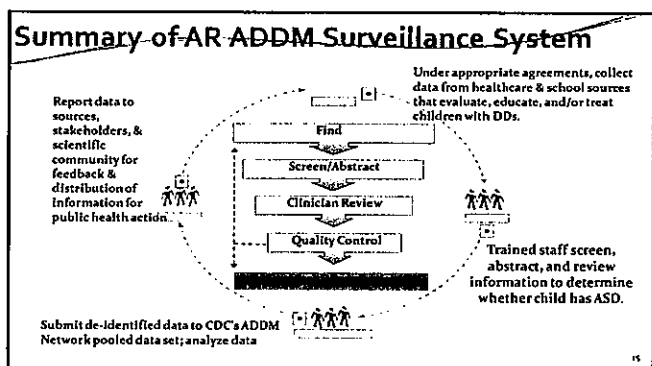 Summary of AR ADDM Surveillance System
Under appropriate agreements, collect
data from healthcare & school sources
that evaluate, educate, and/or treat
children with DDs.
Report data to
sources,
stakeholders, &
scientific
community for
feedback &
distribution of
information for
public health action
Find
Screen/Abstract
Clinician Review
Quality Control
Trained staff screen,
abstract, and review
information to determine
whether child has ASD.
Submit de-identified data to CDC's ADDM
Network pooled data set; analyze data
15